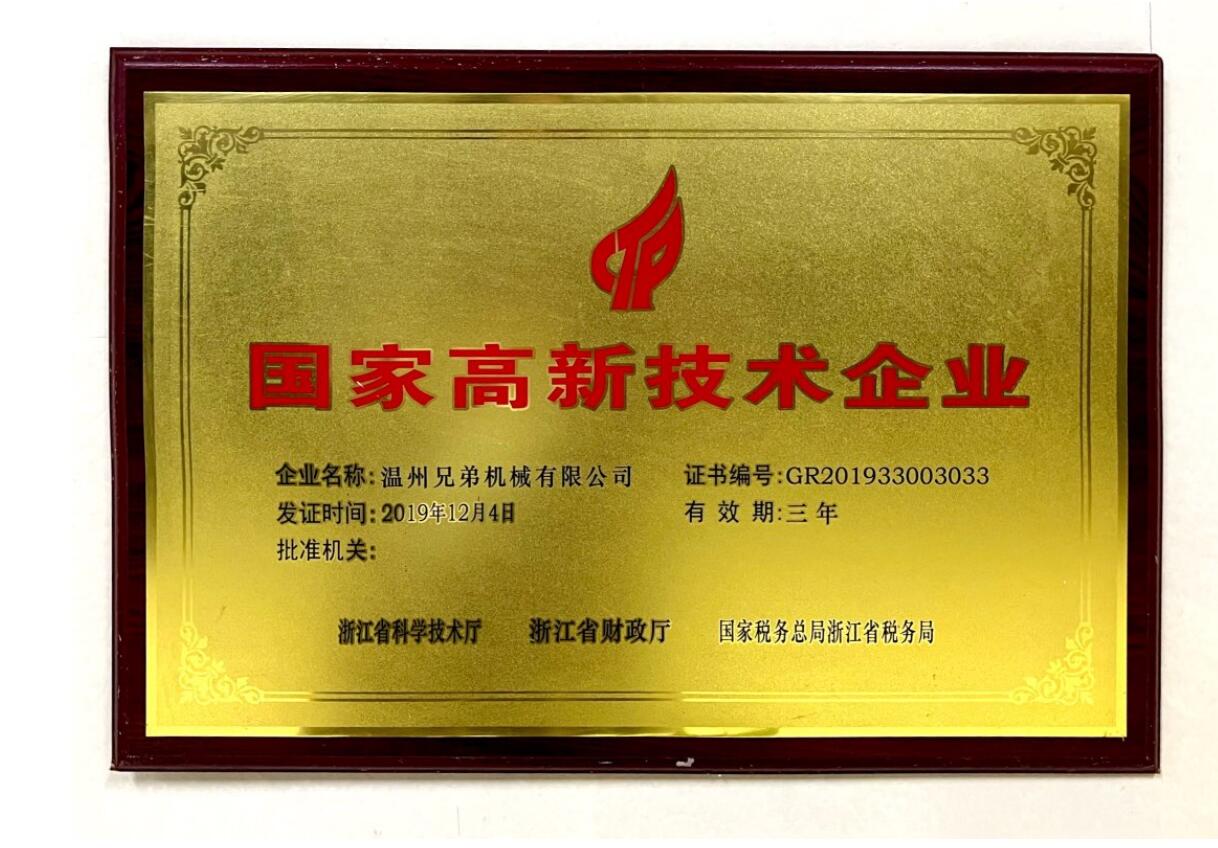 国家高新技术企业
企业名称:温州兄弟机械有限公司 证书编号:GR201933003033
发证时间:2019年12月4日 有效期:三年
批准机关:
浙江省科学技术厅 浙江省财政厅 国家税务总局浙江省税务局